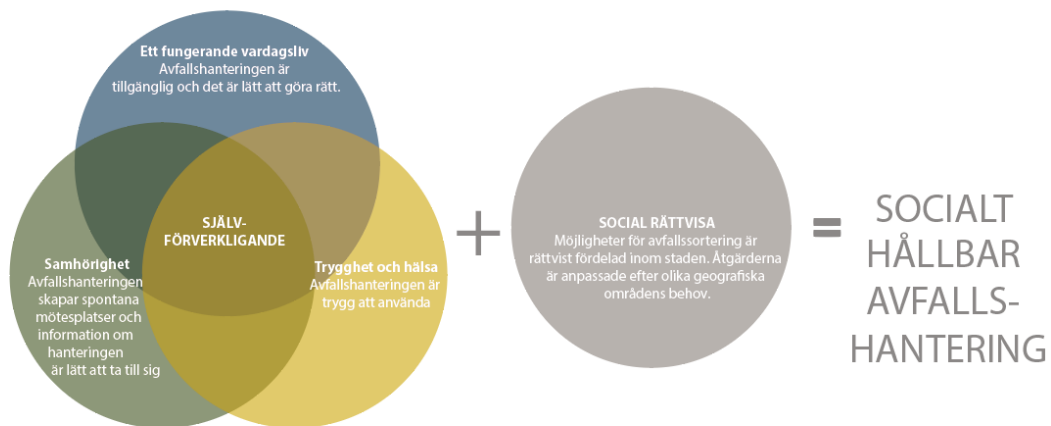 Ett fungerande vardagsliv
Avfallshanteringen är
tillgänglig och det är lätt att göra rätt.
SJÄLV-
FÖRVERKLIGANDE
Samhörighet
Avfallshanteringen
skapar spontana
mötesplatser och
information om
hanteringen
är lätt att ta till sig
Trygghet och hälsa
Avfallshanteringen är
trygg att använda
+
SOCIAL RÄTTVISA
Möjligheter för avfallssortering är
rättvist fördelad inom staden. Åtgärderna
är anpassade efter olika geografiska
områdens behov.
=
SOCIALT
HÅLLBAR
AVFALLS-
HANTERING